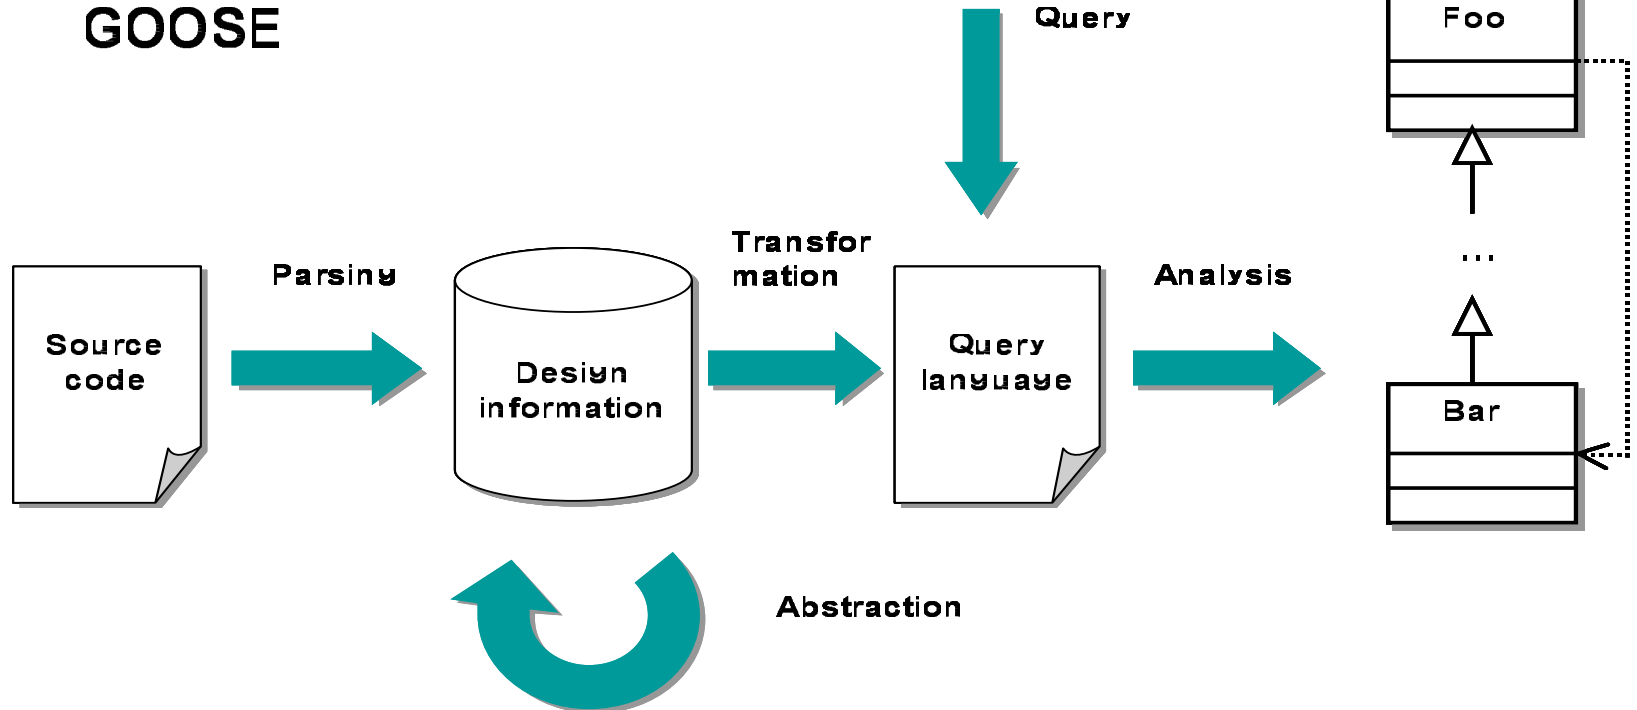 GOOSE
Query
Foo
Transfor
mation
Parsing
Analysis
Source
code
Design
information
Query
language
...
Bar
Abstraction